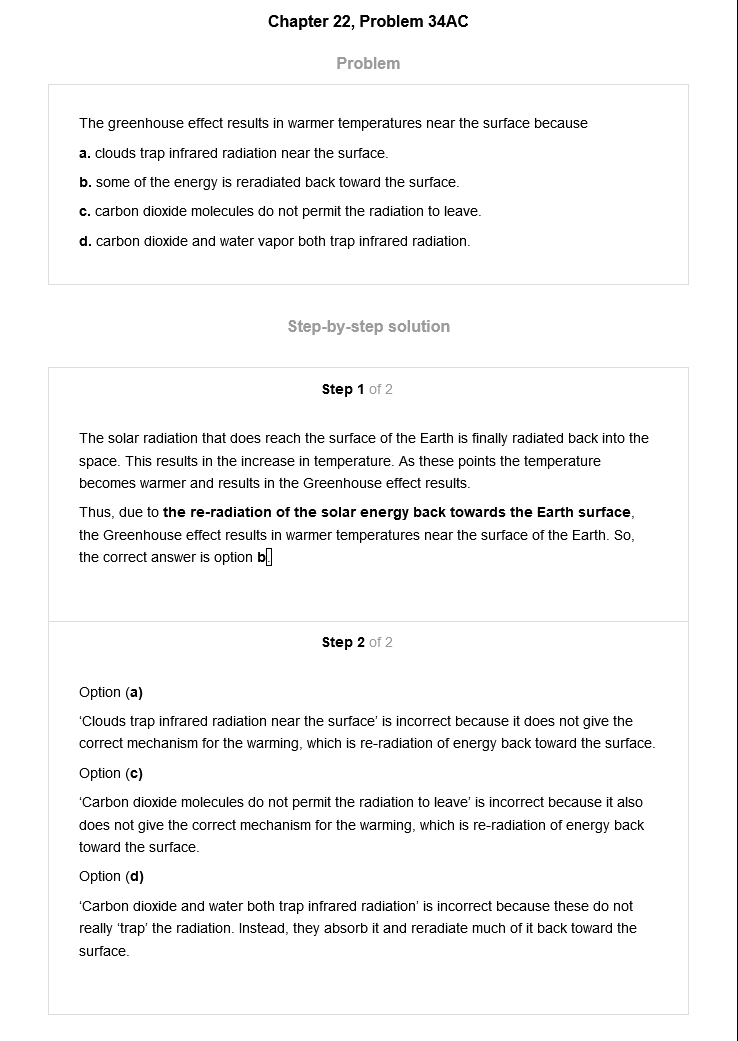 Chapter 22, Problem 34AC
Problem
The greenhouse effect results in warmer temperatures near the surface because
a. clouds trap infrared radiation near the surface.
b. some of the energy is reradiated back toward the surface.
c. carbon dioxide molecules do not permit the radiation to leave.
d. carbon dioxide and water vapor both trap infrared radiation.
Step-by-step solution
Step 1 of 2
The solar radiation that does reach the surface of the Earth is finally radiated back into the
space. This results in the increase in temperature. As these points the temperature
becomes warmer and results in the Greenhouse effect results.
Thus, due to the re-radiation of the solar energy back towards the Earth surface,
the Greenhouse effect results in warmer temperatures near the surface of the Earth. So,
the correct answer is option b.
Step 2 of 2
Option (a)
‘Clouds trap infrared radiation near the surface’ is incorrect because it does not give the
correct mechanism for the warming, which is re-radiation of energy back toward the surface.
Option (c)
‘Carbon dioxide molecules do not permit the radiation to leave’ is incorrect because it also
does not give the correct mechanism for the warming, which is re-radiation of energy back
toward the surface.
Option (d)
‘Carbon dioxide and water both trap infrared radiation’ is incorrect because these do not
really ‘trap’ the radiation. Instead, they absorb it and reradiate much of it back toward the
surface.